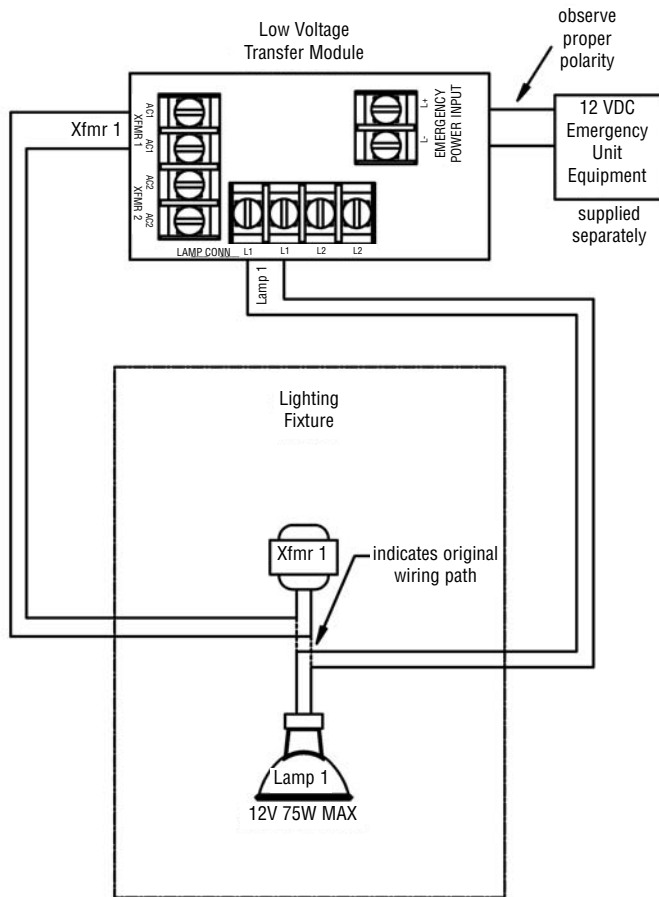 Low Voltage
Transfer Module
observe
proper
polarity
Xfmr 1
AC1
AC1
XFMR 1
AC2
AC2
XFMR 2
L+
L-
EMERGENCY
POWER INPUT
12 VDC
Emergency
Unit
Equipment
supplied
separately
LAMP CONN L1 L1 L2 L2
Lamp 1
Lighting
Fixture
Xfmr 1
indicates original
wiring path
Lamp 1
12V 75W MAX